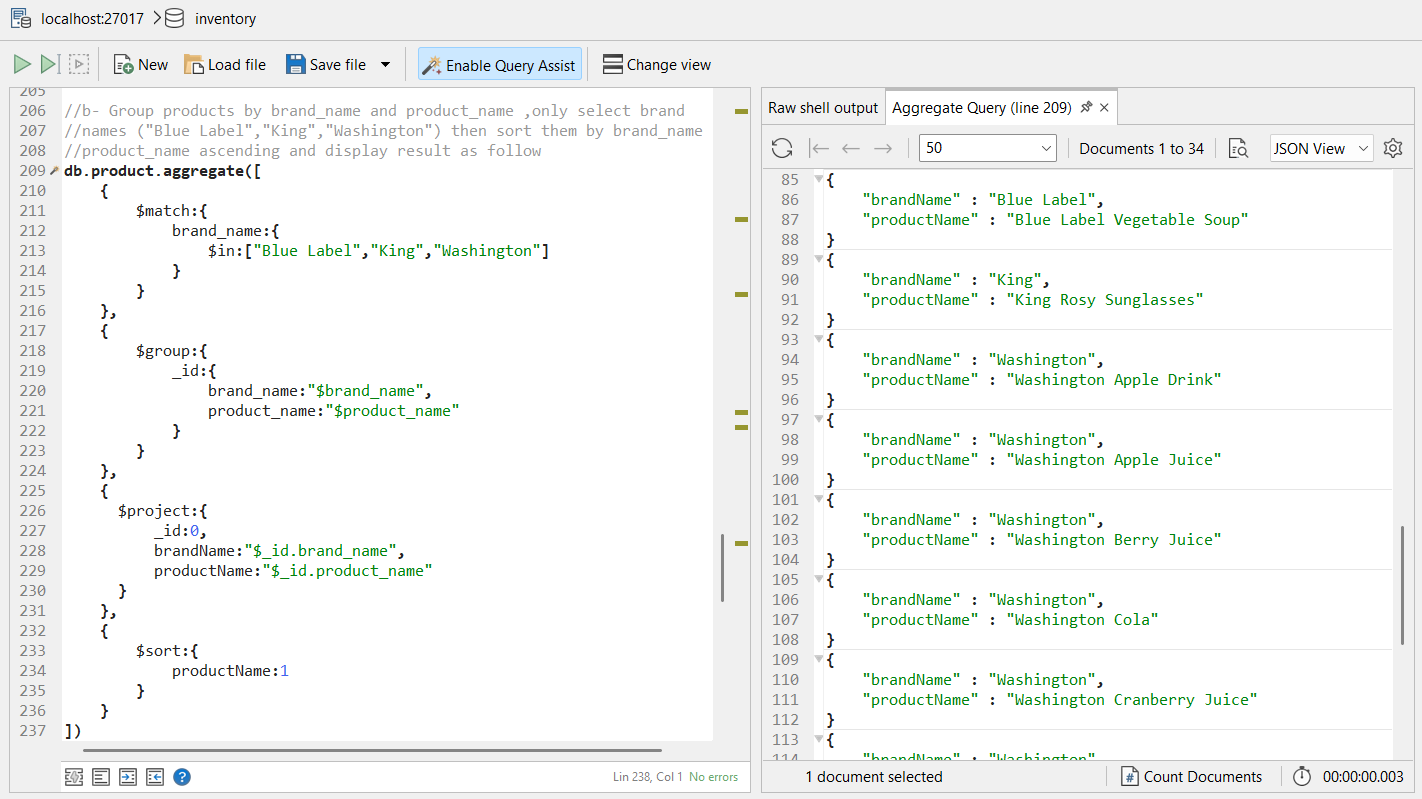 localhost:27017 inventory
New Load file Save file Enable Query Assist Change view
205
206 //b- Group products by brand_name and product_name ,only select brand
207 //names ("Blue Label","King","Washington") then sort them by brand_name
208 //product_name ascending and display result as follow
209 db.product.aggregate([
210 {
211 $match:{
212 brand_name:{
213 $in:["Blue Label","King","Washington"]
214 }
215 }
216 },
217 {
218 $group:{
219 _id:{
220 brand_name:"$brand_name",
221 product_name:"$product_name"
222 }
223 }
224 },
225 {
226 $project:{
227 _id:0,
228 brandName:"$_id.brand_name",
229 productName:"$_id.product_name"
230 }
231 },
232 {
233 $sort:{
234 productName:1
235 }
236 }
237 ])
Lin 238, Col 1 No errors
Raw shell output Aggregate Query (line 209)
50 Documents 1 to 34 JSON View
85 {
86 "brandName" : "Blue Label",
87 "productName" : "Blue Label Vegetable Soup"
88 }
89 {
90 "brandName" : "King",
91 "productName" : "King Rosy Sunglasses"
92 }
93 {
94 "brandName" : "Washington",
95 "productName" : "Washington Apple Drink"
96 }
97 {
98 "brandName" : "Washington",
99 "productName" : "Washington Apple Juice"
100 }
101 {
102 "brandName" : "Washington",
103 "productName" : "Washington Berry Juice"
104 }
105 {
106 "brandName" : "Washington",
107 "productName" : "Washington Cola"
108 }
109 {
110 "brandName" : "Washington",
111 "productName" : "Washington Cranberry Juice"
112 }
113 {
114 "brandName" : "Washington",
1 document selected Count Documents 00:00:00.003